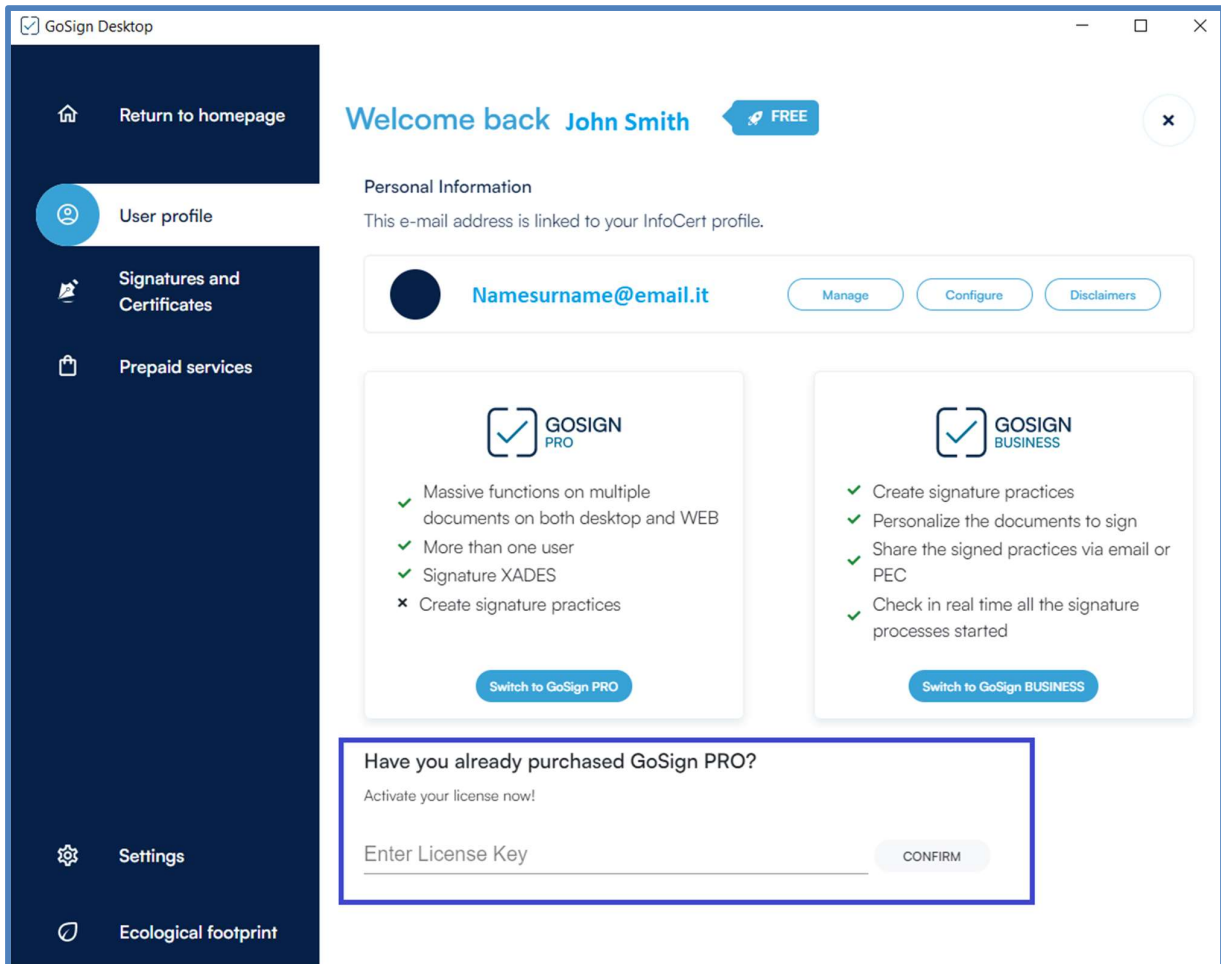 GoSign Desktop
Return to homepage
User profile
Signatures and
Certificates
Prepaid services
Settings
Ecological footprint
Welcome back John Smith
FREE
Personal Information
This e-mail address is linked to your InfoCert profile.
Namesurname@email.it
Manage
Configure
Disclaimers
GOSIGN
PRO
Massive functions on multiple
documents on both desktop and WEB
More than one user
Signature XADES
Create signature practices
Switch to GoSign PRO
GOSIGN
BUSINESS
Create signature practices
Personalize the documents to sign
Share the signed practices via email or
PEC
Check in real time all the signature
processes started
Switch to GoSign BUSINESS
Have you already purchased GoSign PRO?
Activate your license now!
Enter License Key
CONFIRM